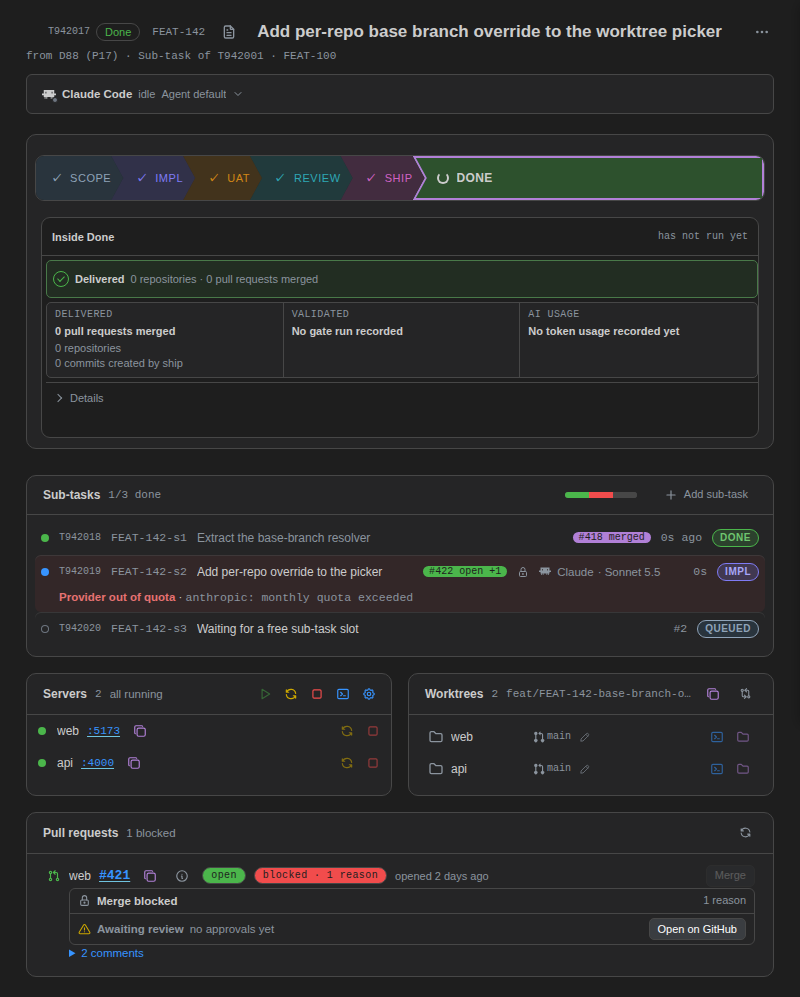 T942017 Done FEAT-142 Add per-repo base branch override to the worktree picker
from D88 (P17) · Sub-task of T942001 · FEAT-100
Claude Code idle Agent default
SCOPE IMPL UAT REVIEW SHIP DONE
Inside Done has not run yet
Delivered 0 repositories · 0 pull requests merged
DELIVERED VALIDATED AI USAGE
0 pull requests merged No gate run recorded No token usage recorded yet
0 repositories
0 commits created by ship
Details
Sub-tasks 1/3 done Add sub-task
T942018 FEAT-142-s1 Extract the base-branch resolver #418 merged 0s ago DONE
T942019 FEAT-142-s2 Add per-repo override to the picker #422 open +1 Claude · Sonnet 5.5 0s IMPL
Provider out of quota · anthropic: monthly quota exceeded
T942020 FEAT-142-s3 Waiting for a free sub-task slot #2 QUEUED
Servers 2 all running
web :5173
api :4000
Worktrees 2 feat/FEAT-142-base-branch-o…
web main
api main
Pull requests 1 blocked
web #421 open blocked · 1 reason opened 2 days ago Merge
Merge blocked 1 reason
Awaiting review no approvals yet Open on GitHub
2 comments